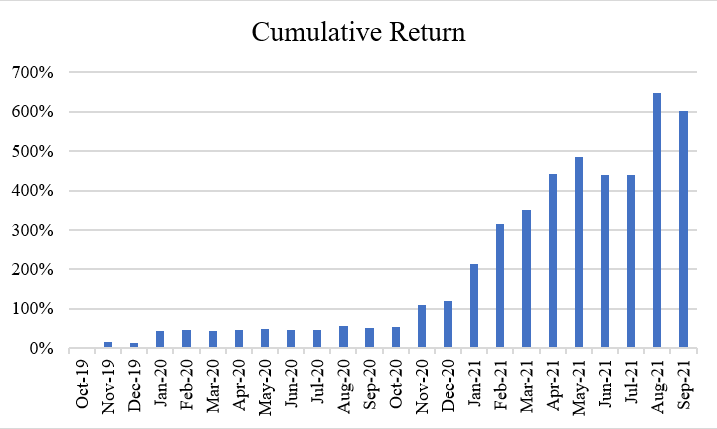 Cumulative Return
700%
600%
500%
400%
300%
200%
100%
0%
Oct-19
Nov-19
Dec-19
Jan-20
Feb-20
Mar-20
Apr-20
May-20
Jun-20
Jul-20
Aug-20
Sep-20
Oct-20
Nov-20
Dec-20
Jan-21
Feb-21
Mar-21
Apr-21
May-21
Jun-21
Jul-21
Aug-21
Sep-21